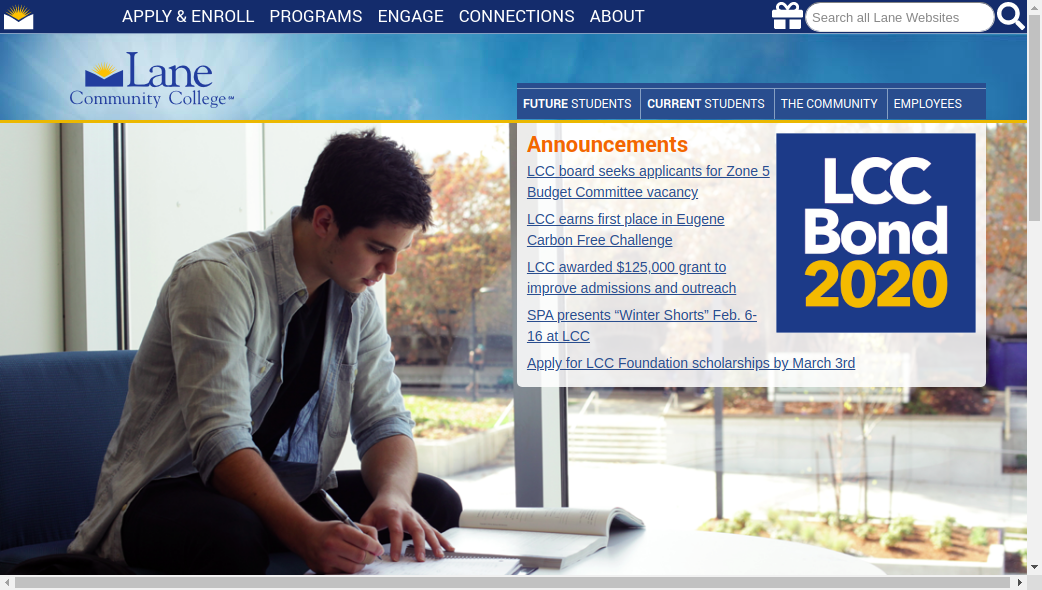 APPLY & ENROLL PROGRAMS ENGAGE CONNECTIONS ABOUT
Search all Lane Websites
Lane
Community College™
FUTURE STUDENTS CURRENT STUDENTS THE COMMUNITY EMPLOYEES
Announcements
LCC board seeks applicants for Zone 5
Budget Committee vacancy
LCC earns first place in Eugene
Carbon Free Challenge
LCC awarded $125,000 grant to
improve admissions and outreach
SPA presents “Winter Shorts” Feb. 6-
16 at LCC
Apply for LCC Foundation scholarships by March 3rd
LCC
Bond
2020